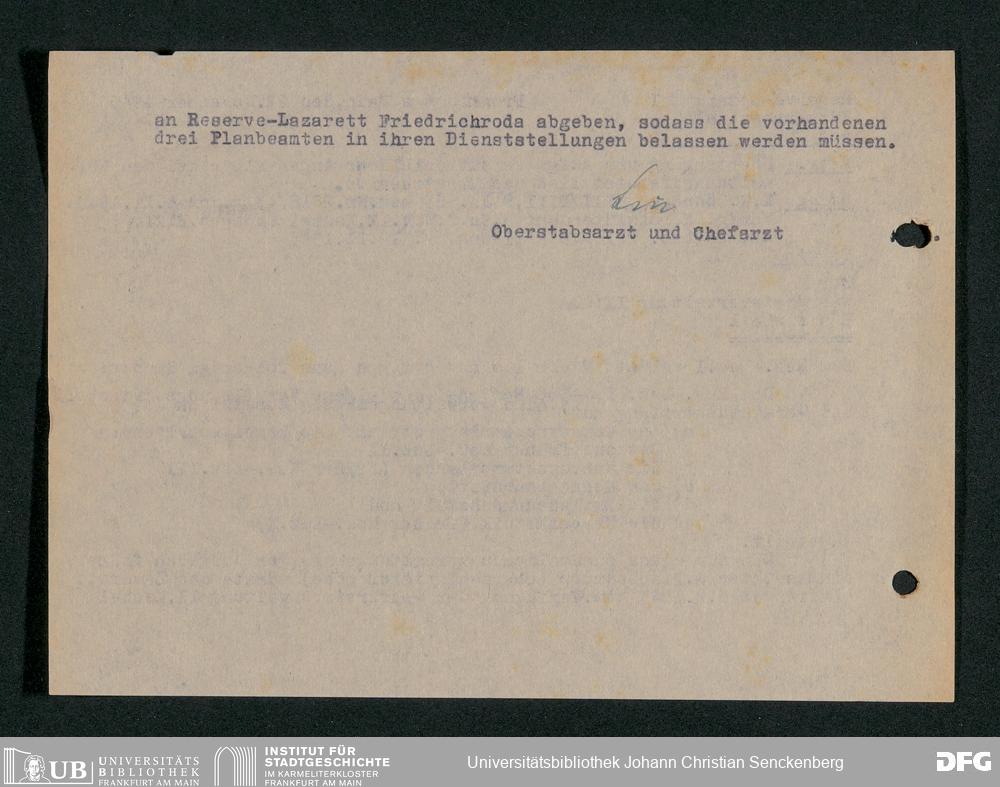 an Reserve-Lazarett Friedrichroda abgeben, sodass die vorhandenen
drei Planbeamten in ihren Dienststellungen belassen werden müssen.
Oberstabsarzt und Chefarzt
UB UNIVERSITÄTS
BIBLIOTHEK
FRANKFURT AM MAIN
INSTITUT FÜR
STADTGESCHICHTE
IM KARMELITERKLOSTER
FRANKFURT AM MAIN
Universitätsbibliothek Johann Christian Senckenberg
DFG